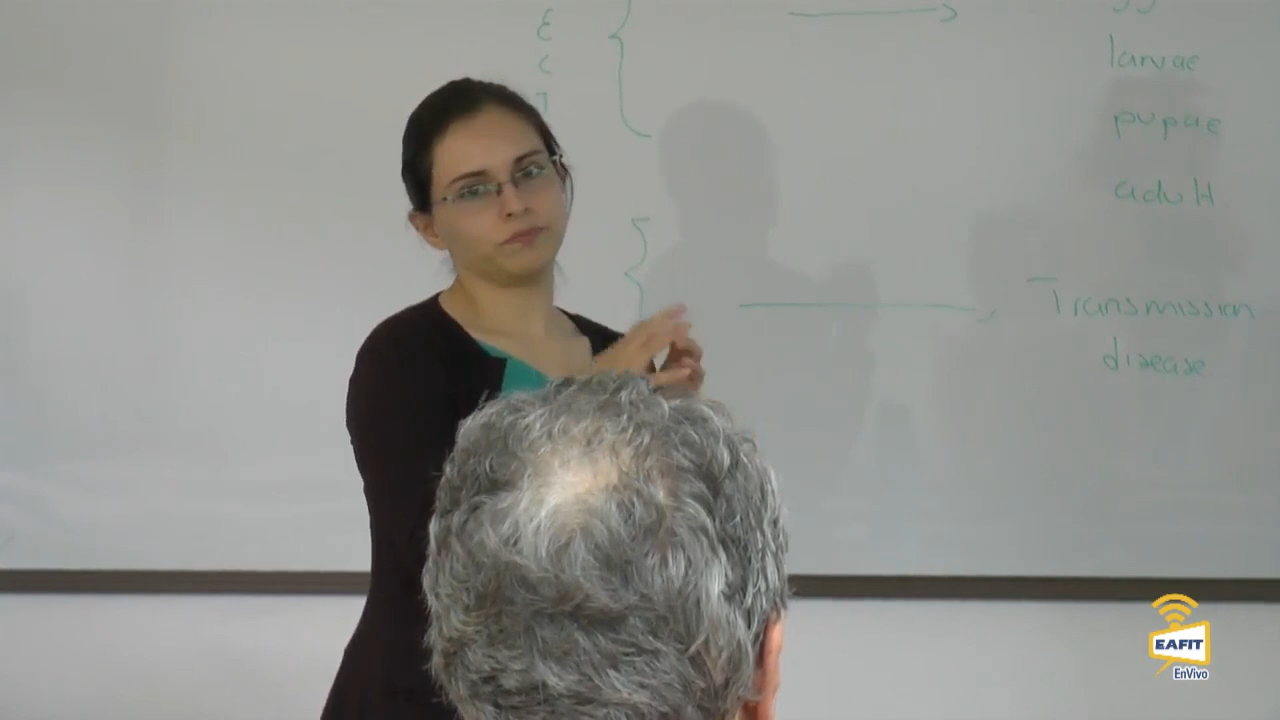 larvae
pupae
adult
Transmission
disease
EAFIT
EnVivo